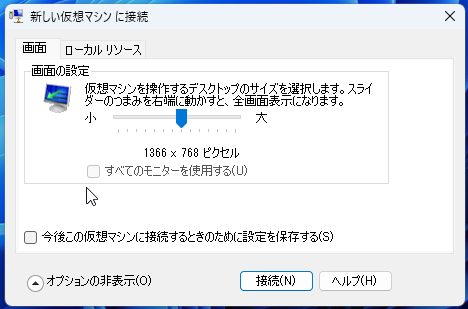 新しい仮想マシン に接続
画面
ローカル リソース
画面の設定
仮想マシンを操作するデスクトップのサイズを選択します。スライ
ダーのつまみを右端に動かすと、全画面表示になります。
小
大
1366 x 768 ピクセル
すべてのモニターを使用する(U)
今後この仮想マシンに接続するときのために設定を保存する(S)
オプションの非表示(O)
接続(N)
ヘルプ(H)